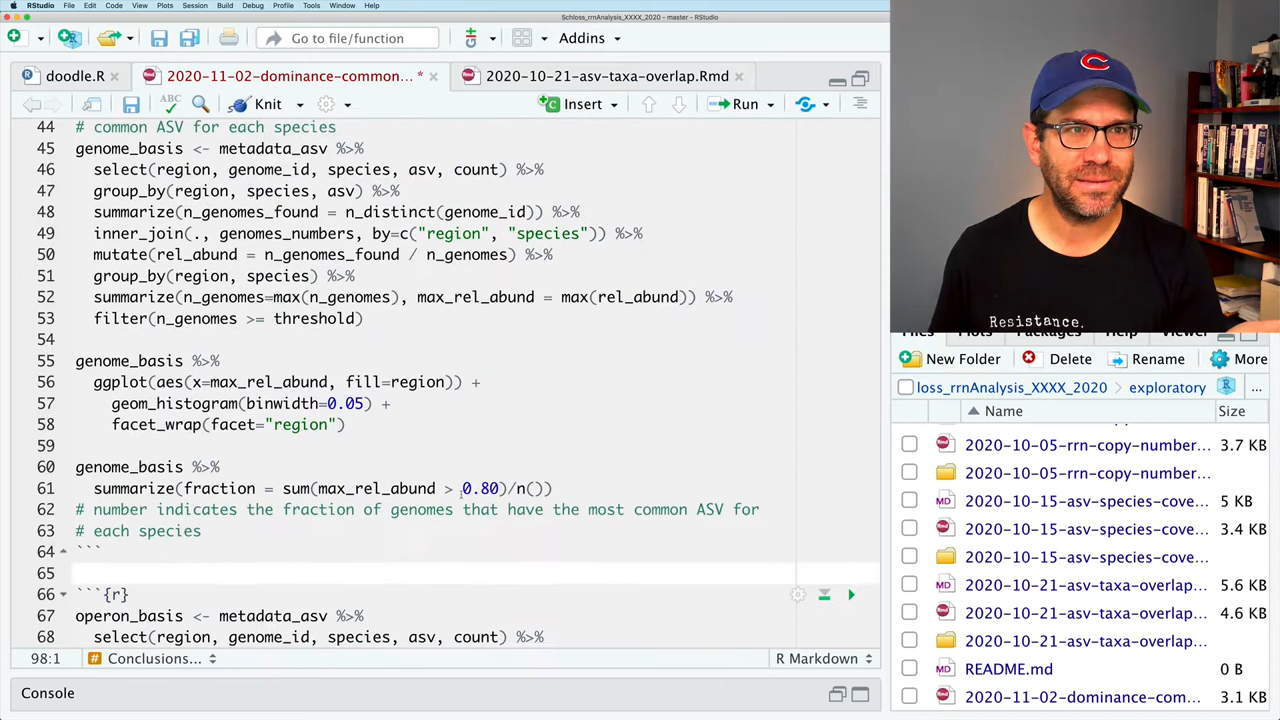 RStudio File Edit Code View Plots Session Build Debug Profile Tools Window Help
Schloss_rrnAnalysis_XXXX_2020 - master - RStudio
Go to file/function Addins
doodle.R 2020-11-02-dominance-common... * 2020-10-21-asv-taxa-overlap.Rmd
ABC Knit Insert Run
44 # common ASV for each species
45 genome_basis <- metadata_asv %>%
46 select(region, genome_id, species, asv, count) %>%
47 group_by(region, species, asv) %>%
48 summarize(n_genomes_found = n_distinct(genome_id)) %>%
49 inner_join(., genomes_numbers, by=c("region", "species")) %>%
50 mutate(rel_abund = n_genomes_found / n_genomes) %>%
51 group_by(region, species) %>%
52 summarize(n_genomes=max(n_genomes), max_rel_abund = max(rel_abund)) %>%
53 filter(n_genomes >= threshold)
54
55 genome_basis %>%
56 ggplot(aes(x=max_rel_abund, fill=region)) +
57 geom_histogram(binwidth=0.05) +
58 facet_wrap(facet="region")
59
60 genome_basis %>%
61 summarize(fraction = sum(max_rel_abund > 0.80)/n())
62 # number indicates the fraction of genomes that have the most common ASV for
63 # each species
64 ```
65
66 ```{r}
67 operon_basis <- metadata_asv %>%
68 select(region, genome_id, species, asv, count) %>%
98:1 # Conclusions... R Markdown
Console
Resistance.
Files Plots Packages Help Viewer
New Folder Delete Rename More
loss_rrnAnalysis_XXXX_2020 > exploratory ...
Name Size
2020-10-05-rrn-copy-number... 3.7 KB
2020-10-05-rrn-copy-number...
2020-10-15-asv-species-cove... 5 KB
2020-10-15-asv-species-cove... 3.4 KB
2020-10-15-asv-species-cove...
2020-10-21-asv-taxa-overlap... 5.6 KB
2020-10-21-asv-taxa-overlap... 4.6 KB
2020-10-21-asv-taxa-overlap...
README.md 0 B
2020-11-02-dominance-com... 3.1 KB